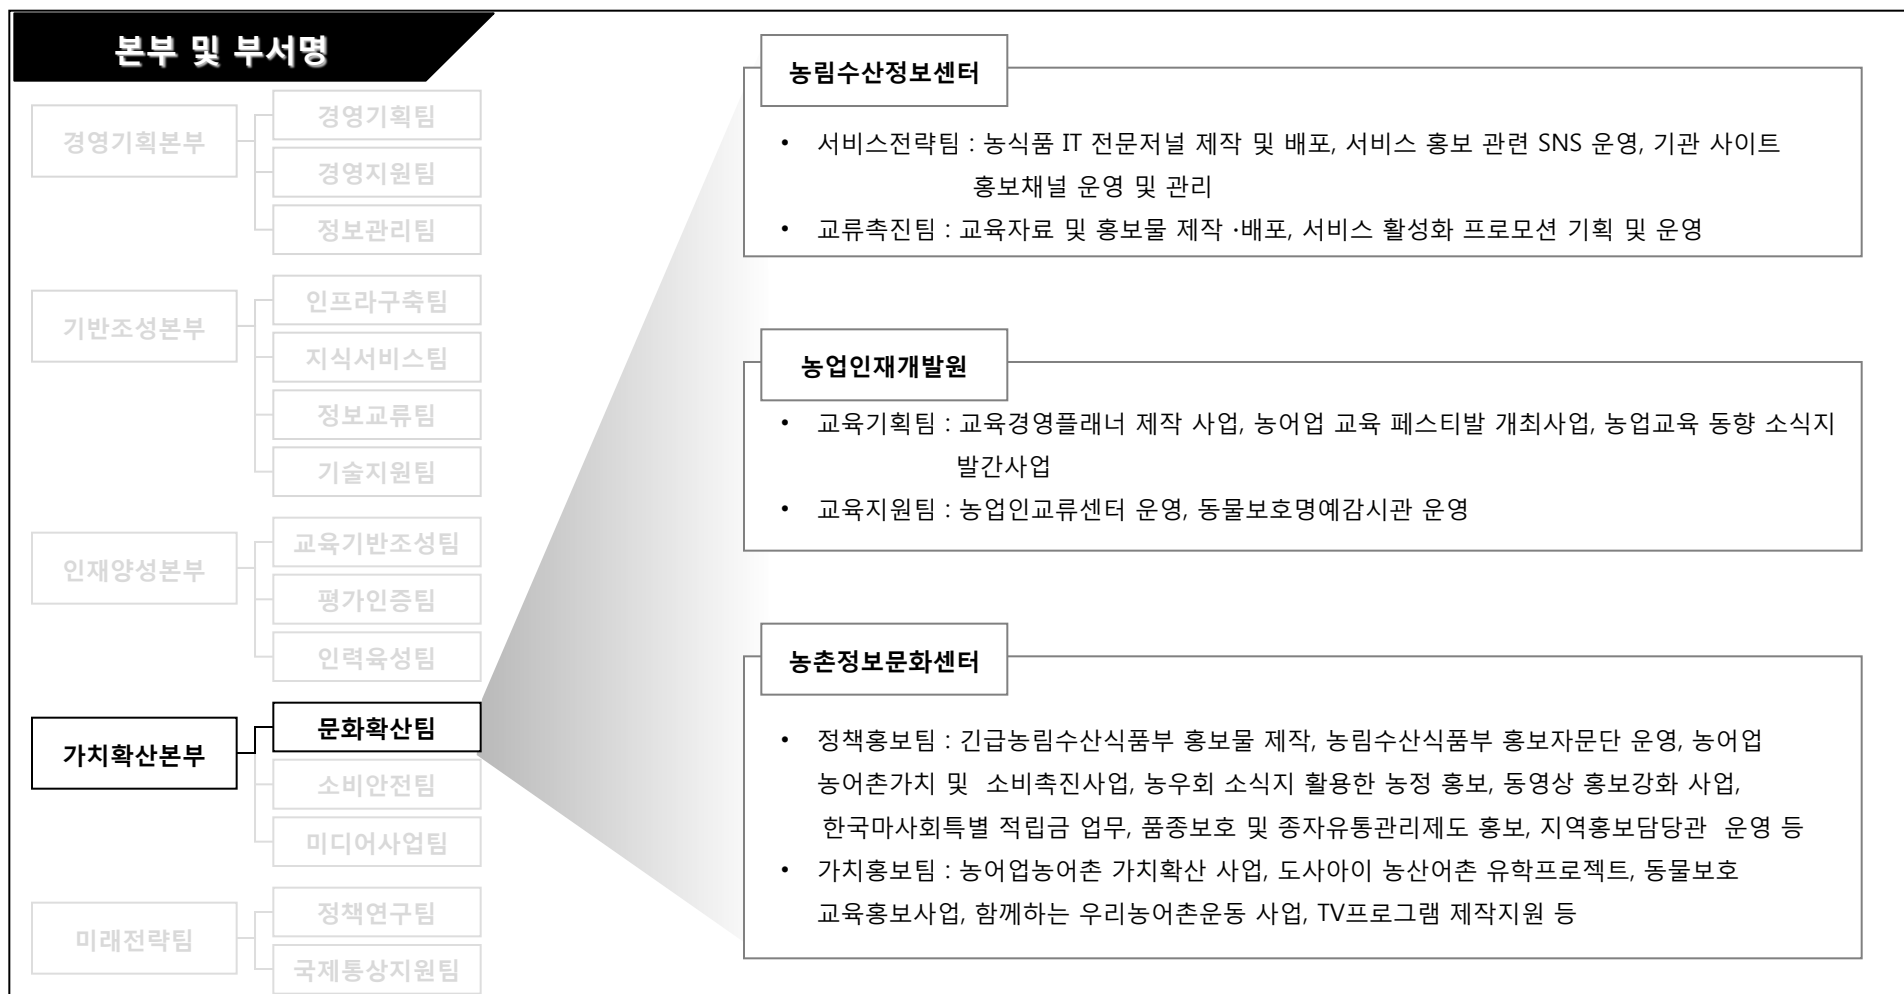 본부 및 부서명
경영기획본부
경영기획팀
경영지원팀
정보관리팀
기반조성본부
인프라구축팀
지식서비스팀
정보교류팀
기술지원팀
인재양성본부
교육기반조성팀
평가인증팀
인력육성팀
가치확산본부
문화확산팀
소비안전팀
미디어사업팀
미래전략팀
정책연구팀
국제통상지원팀
농림수산정보센터
• 서비스전략팀 : 농식품 IT 전문저널 제작 및 배포, 서비스 홍보 관련 SNS 운영, 기관 사이트
홍보채널 운영 및 관리
• 교류촉진팀 : 교육자료 및 홍보물 제작 ·배포, 서비스 활성화 프로모션 기획 및 운영
농업인재개발원
• 교육기획팀 : 교육경영플래너 제작 사업, 농어업 교육 페스티발 개최사업, 농업교육 동향 소식지
발간사업
• 교육지원팀 : 농업인교류센터 운영, 동물보호명예감시관 운영
농촌정보문화센터
• 정책홍보팀 : 긴급농림수산식품부 홍보물 제작, 농림수산식품부 홍보자문단 운영, 농어업
농어촌가치 및 소비촉진사업, 농우회 소식지 활용한 농정 홍보, 동영상 홍보강화 사업,
한국마사회특별 적립금 업무, 품종보호 및 종자유통관리제도 홍보, 지역홍보담당관 운영 등
• 가치홍보팀 : 농어업농어촌 가치확산 사업, 도사아이 농산어촌 유학프로젝트, 동물보호
교육홍보사업, 함께하는 우리농어촌운동 사업, TV프로그램 제작지원 등